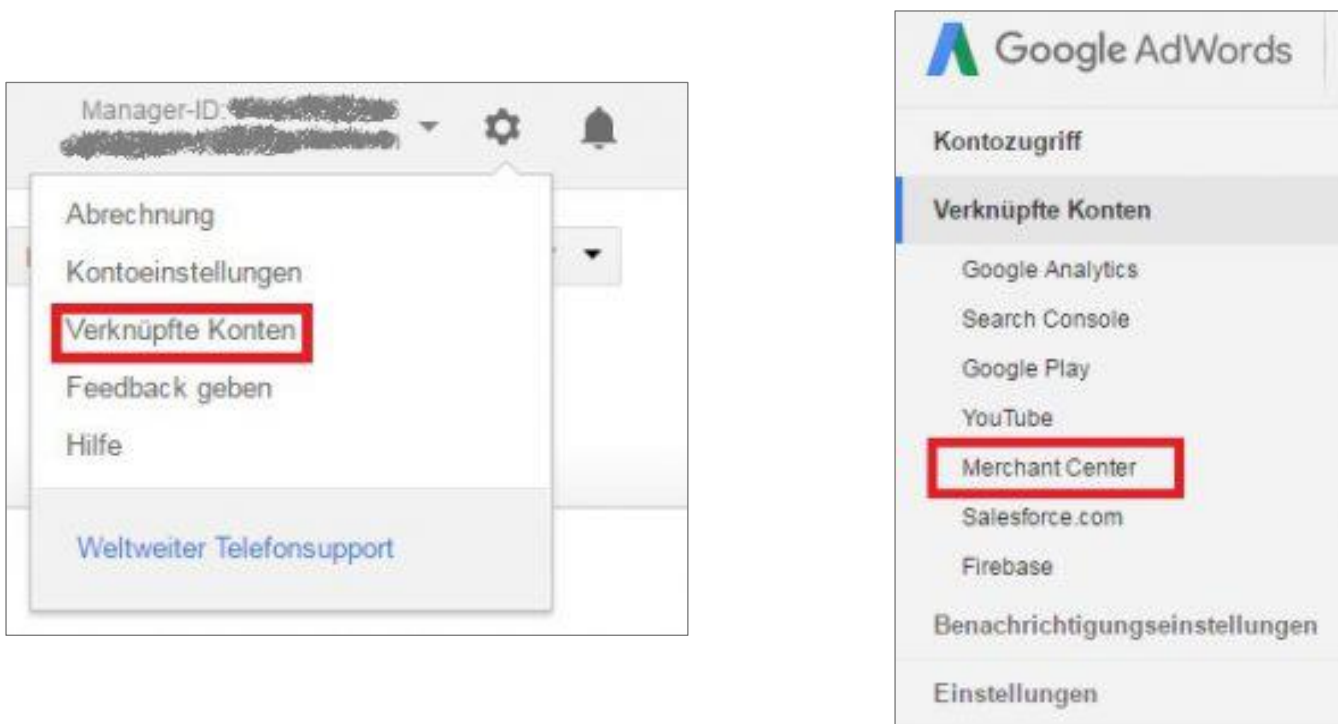 Manager-ID:
Abrechnung
Kontoeinstellungen
Verknüpfte Konten
Feedback geben
Hilfe
Weltweiter Telefonsupport
Google AdWords
Kontozugriff
Verknüpfte Konten
Google Analytics
Search Console
Google Play
YouTube
Merchant Center
Salesforce.com
Firebase
Benachrichtigungseinstellungen
Einstellungen